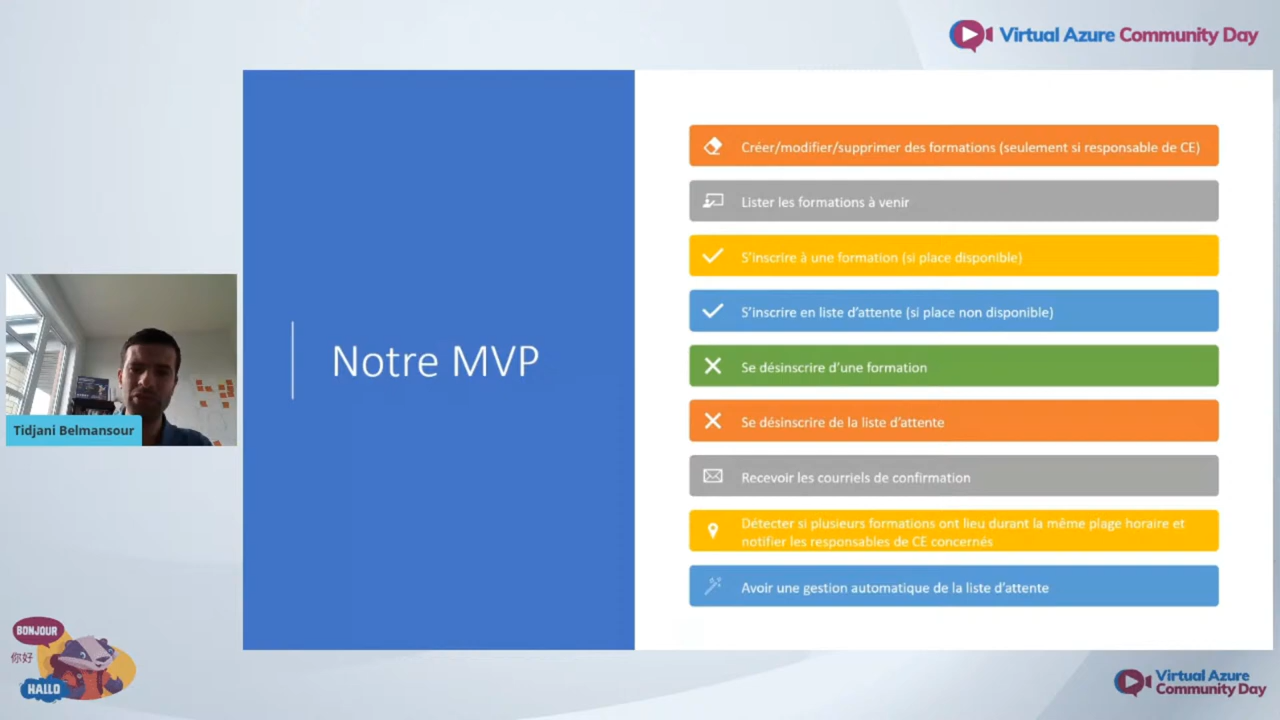 Virtual Azure Community Day
Créer/modifier/supprimer des formations (seulement si responsable de CE)
Lister les formations à venir
S'inscrire à une formation (si place disponible)
S'inscrire en liste d'attente (si place non disponible)
Notre MVP
Se désinscrire d'une formation
Se désinscrire de la liste d'attente
Tidjani Belmansour
Recevoir les courriels de confirmation
Détecter si plusieurs formations ont lieu durant la même plage horaire et
notifier les responsables de CE concernés
Avoir une gestion automatique de la liste d'attente
BONJOUR
你好
HALLO
Virtual Azure
Community Day